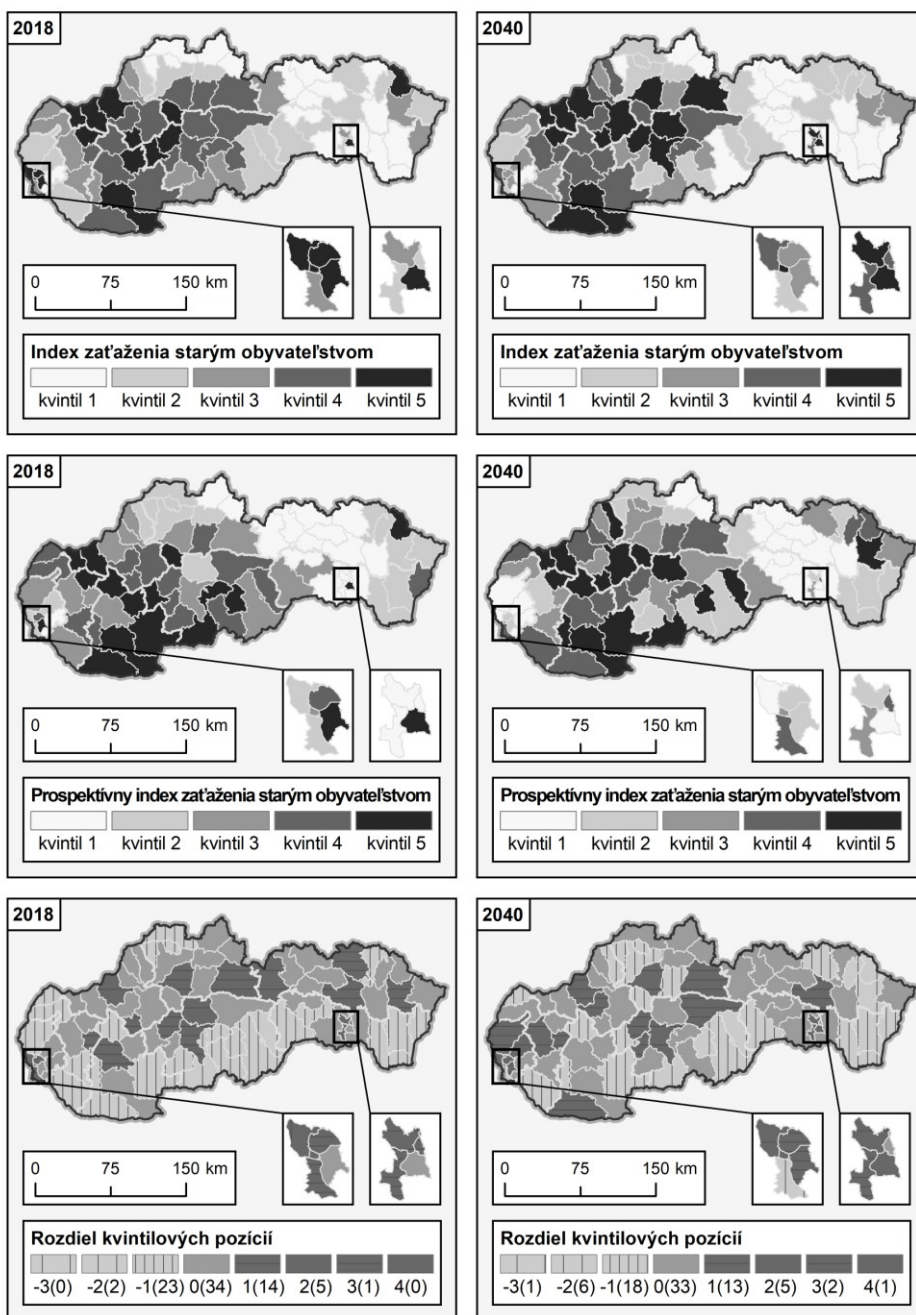 2018
0 75 150 km
Index zaťaženia starým obyvateľstvom
kvintil 1 kvintil 2 kvintil 3 kvintil 4 kvintil 5
2040
0 75 150 km
Index zaťaženia starým obyvateľstvom
kvintil 1 kvintil 2 kvintil 3 kvintil 4 kvintil 5
2018
0 75 150 km
Prospektívny index zaťaženia starým obyvateľstvom
kvintil 1 kvintil 2 kvintil 3 kvintil 4 kvintil 5
2040
0 75 150 km
Prospektívny index zaťaženia starým obyvateľstvom
kvintil 1 kvintil 2 kvintil 3 kvintil 4 kvintil 5
2018
0 75 150 km
Rozdiel kvintilových pozícií
-3(0) -2(2) -1(23) 0(34) 1(14) 2(5) 3(1) 4(0)
2040
0 75 150 km
Rozdiel kvintilových pozícií
-3(1) -2(6) -1(18) 0(33) 1(13) 2(5) 3(2) 4(1)